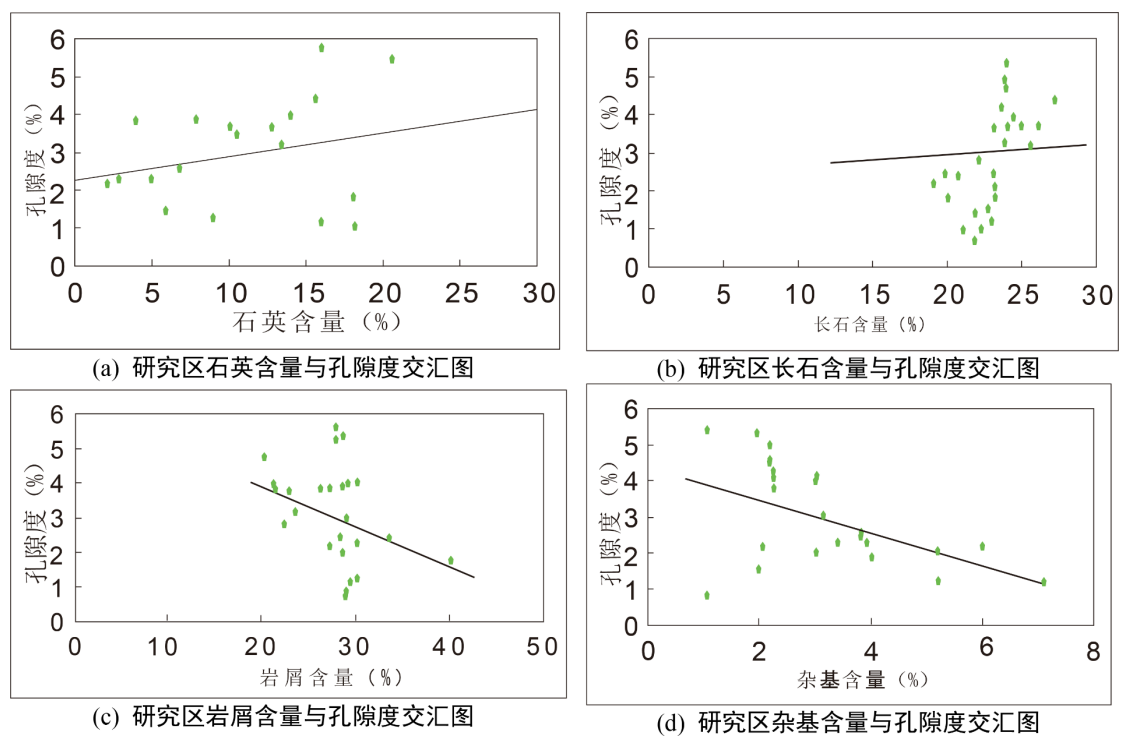 6
5
4
3
2
1
0
孔隙度 (%)
0 5 10 15 20 25 30
石英含量 (%)
(a) 研究区石英含量与孔隙度交汇图
6
5
4
3
2
1
0
孔隙度 (%)
0 5 10 15 20 25 30
长石含量 (%)
(b) 研究区长石含量与孔隙度交汇图
6
5
4
3
2
1
0
孔隙度 (%)
0 10 20 30 40 50
岩屑含量 (%)
(c) 研究区岩屑含量与孔隙度交汇图
6
5
4
3
2
1
0
孔隙度 (%)
0 2 4 6 8
杂基含量 (%)
(d) 研究区杂基含量与孔隙度交汇图